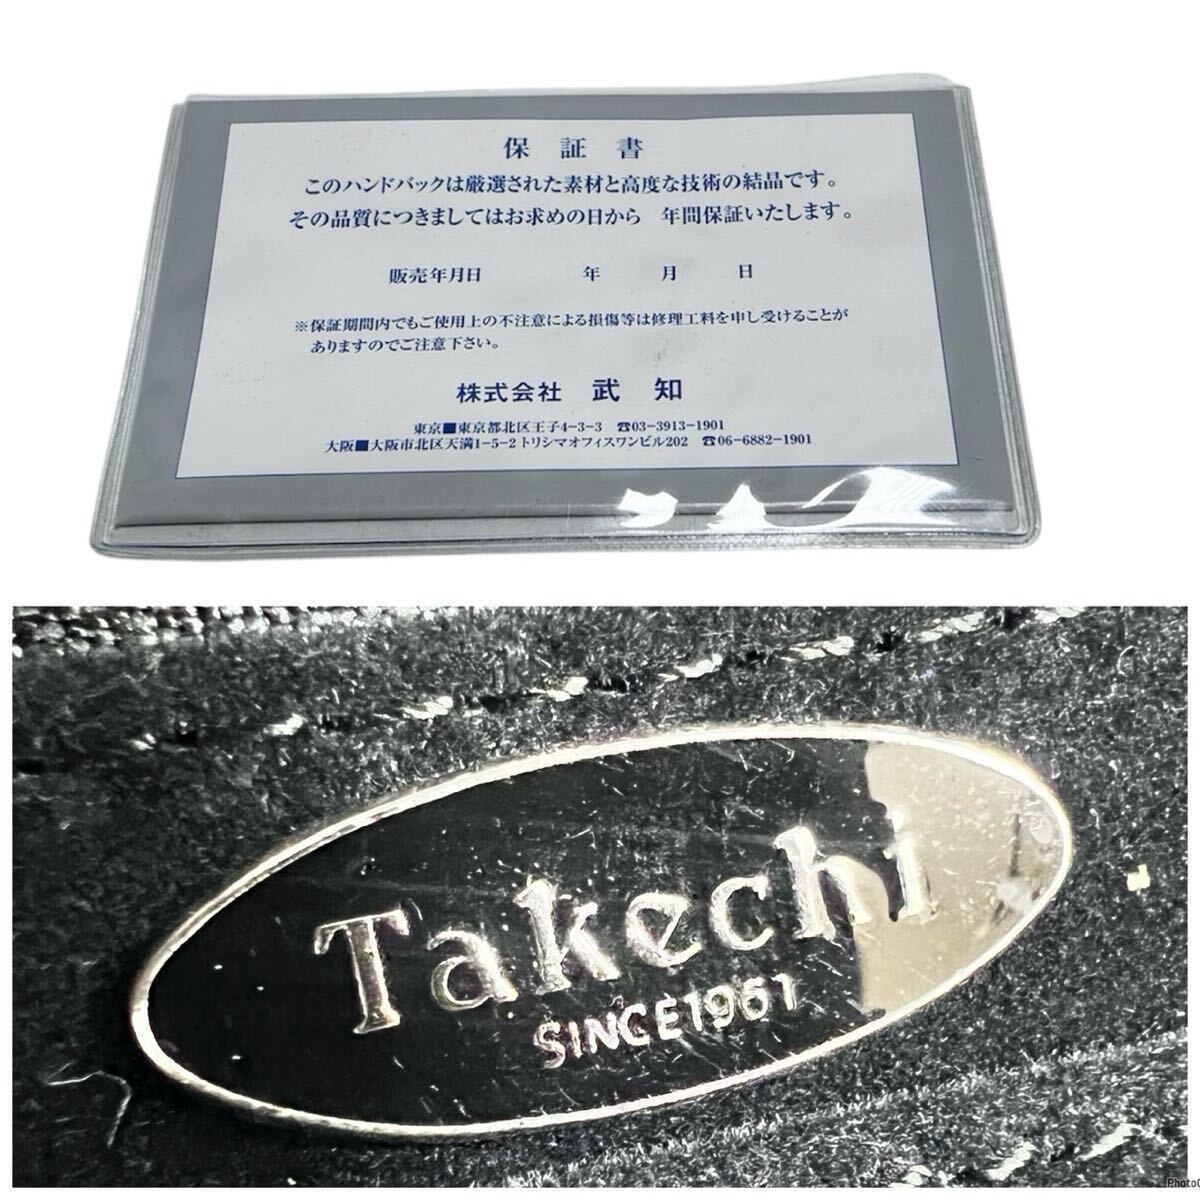 保 証 書
このハンドバックは厳選された素材と高度な技術の結晶です。
その品質につきましてはお求めの日から　年間保証いたします。
販売年月日　　　年　　月　　日
※保証期間内でもご使用上の不注意による損傷等は修理工料を申し受けることが
ありますのでご注意下さい。
株式会社 武 知
東京■東京都北区王子4-3-3 ☎03-3913-1901
大阪■大阪市北区天満1-5-2 トリシマオフィスワンビル202 ☎06-6882-1901
Takechi
SINCE1961